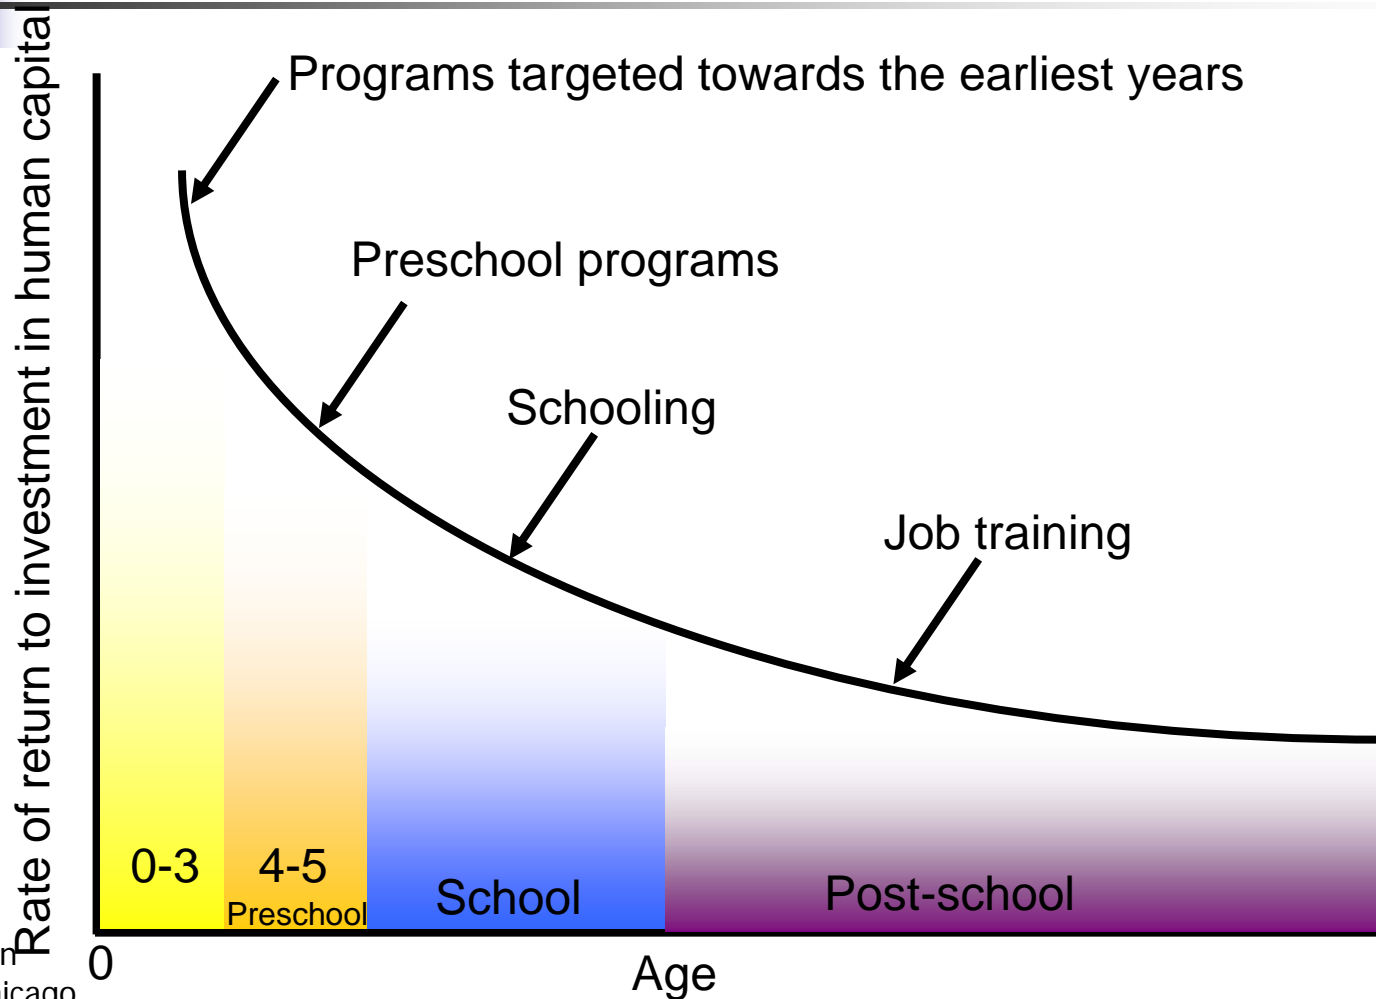 Rate of return to investment in human capital
Programs targeted towards the earliest years
Preschool programs
Schooling
Job training
0-3
4-5
Preschool
School
Post-school
0
Age